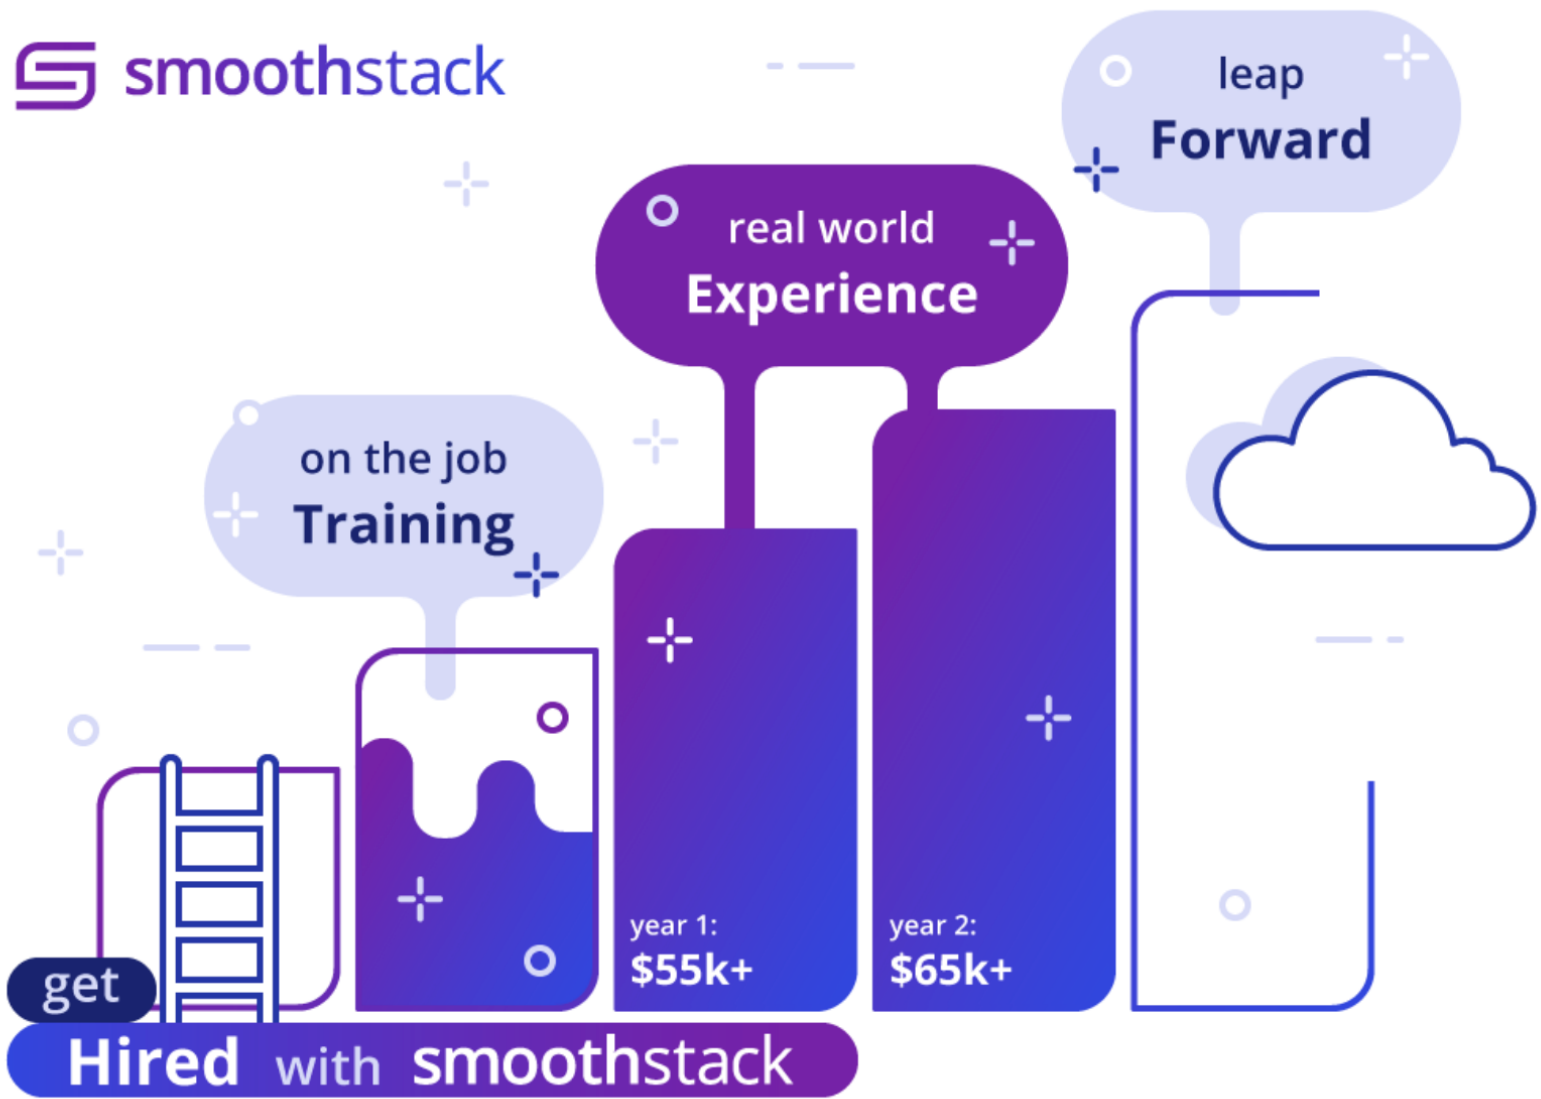 smoothstack
leap
Forward
real world
Experience
on the job
Training
year 1:
$55k+
year 2:
$65k+
get
Hired with smoothstack